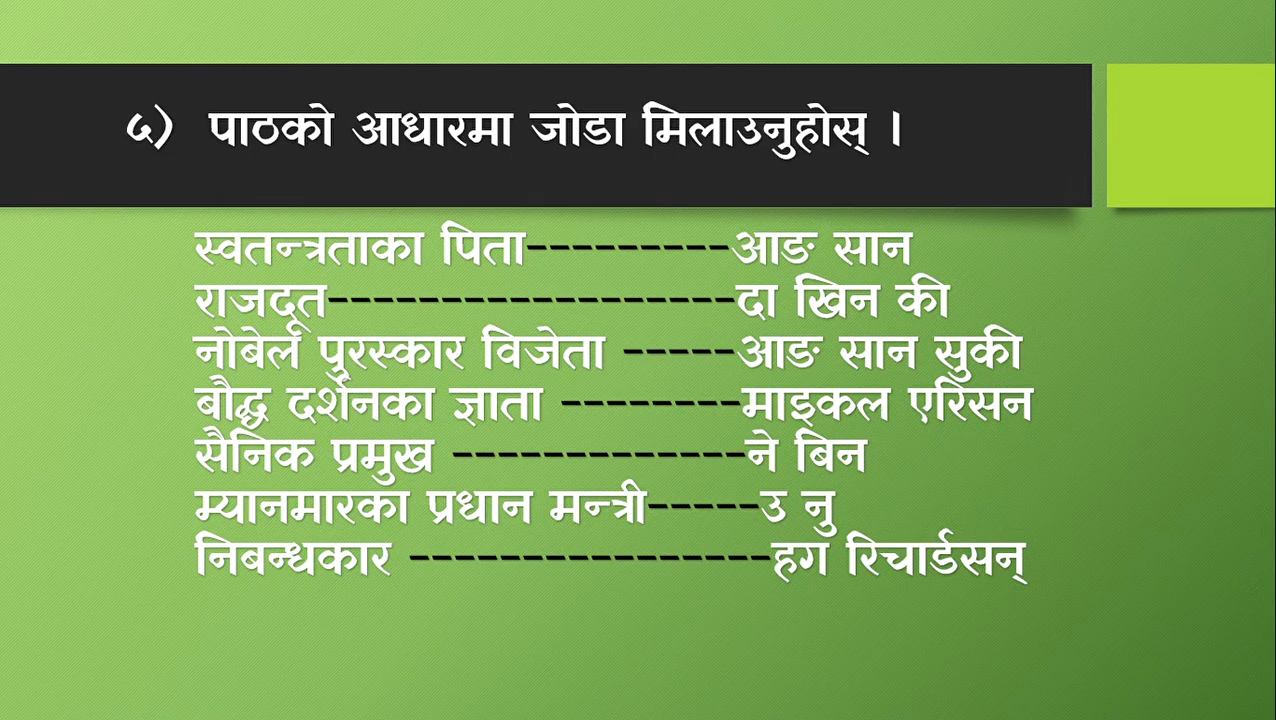 ५) पाठको आधारमा जोडा मिलाउनुहोस् ।
स्वतन्त्रताका पिता---------आङ सान
राजदूत------------------दा खिन की
नोबेल पुरस्कार विजेता -----आङ सान सुकी
बौद्ध दर्शनका ज्ञाता --------माइकल एरिसन
सैनिक प्रमुख -------------ने बिन
म्यानमारका प्रधान मन्त्री-----उ नु
निबन्धकार ----------------हग रिचार्डसन्